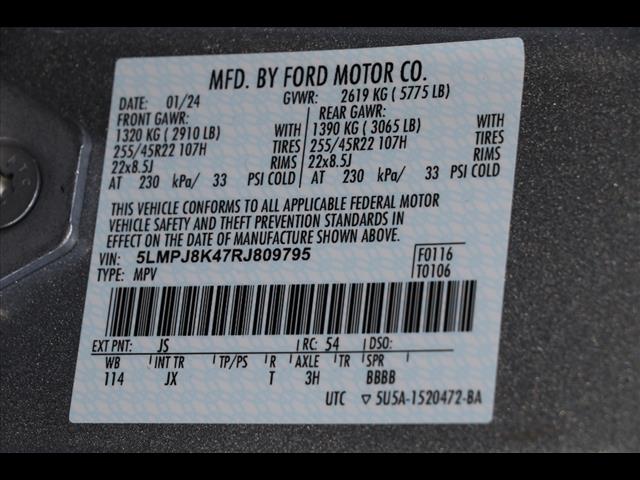 MFD. BY FORD MOTOR CO.
DATE: 01/24 GVWR: 2619 KG ( 5775 LB)
FRONT GAWR: REAR GAWR:
1320 KG ( 2910 LB) WITH 1390 KG ( 3065 LB) WITH
255/45R22 107H TIRES 255/45R22 107H TIRES
22x8.5J RIMS 22x8.5J RIMS
AT 230 kPa/ 33 PSI COLD AT 230 kPa/ 33 PSI COLD
THIS VEHICLE CONFORMS TO ALL APPLICABLE FEDERAL MOTOR
VEHICLE SAFETY AND THEFT PREVENTION STANDARDS IN
EFFECT ON THE DATE OF MANUFACTURE SHOWN ABOVE.
VIN: 5LMPJ8K47RJ809795 F0116
TYPE: MPV T0106
EXT PNT: JS RC: 54 DSO:
WB INT TR TP/PS R AXLE TR SPR
114 JX T 3H BBBB
UTC ▽ 5U5A-1520472-BA